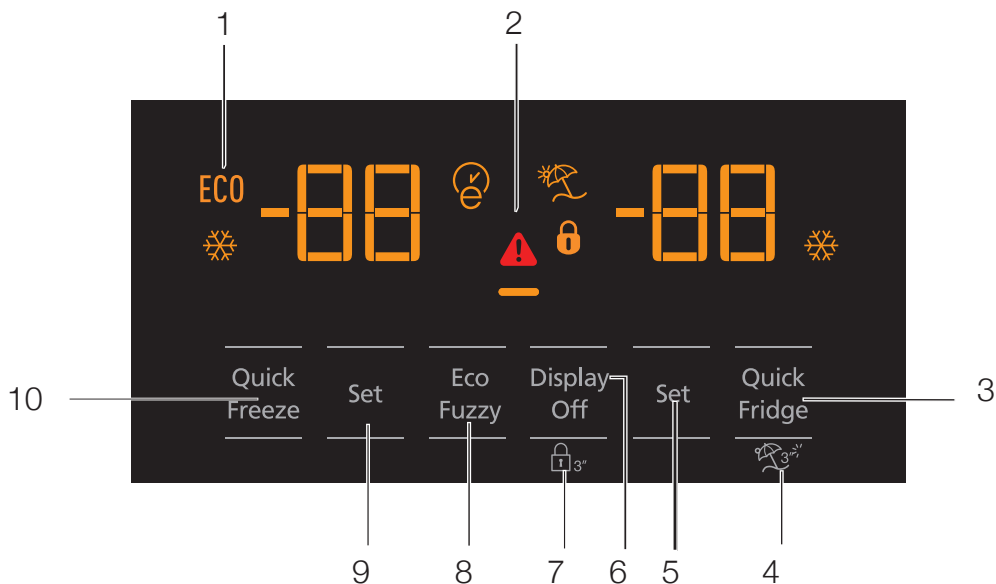 1
2
ECO
-88
e
-88
Quick Freeze
Set
Eco Fuzzy
Display Off
Set
Quick Fridge
10
3
3"
3"
9
8
7
6
5
4